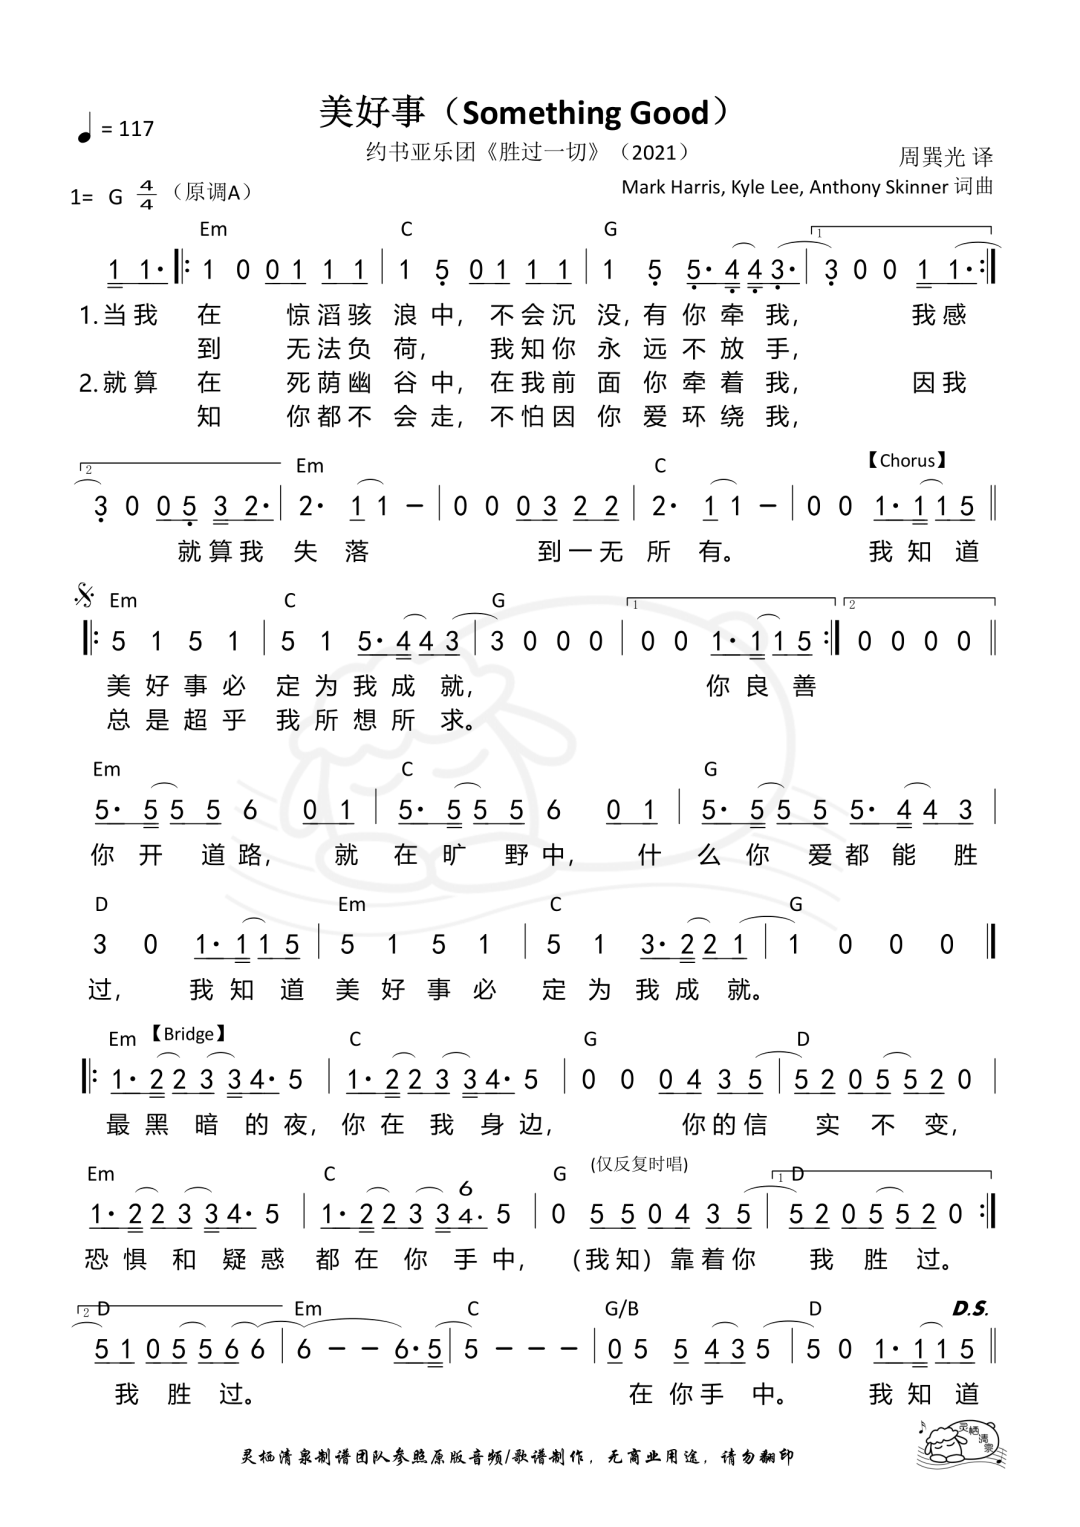 美好事（Something Good）
♩ = 117
约书亚乐团《胜过一切》（2021）
周巽光 译
1= G 4/4 （原调A）
Mark Harris, Kyle Lee, Anthony Skinner 词曲
Em C G 1
1 1· 1 0 0 1 1 1 | 1 5 0 1 1 1 | 1 5 5· 4 4 3· | 3 0 0 1 1·
1.当我 在 惊滔骇 浪中，不会沉 没，有你牵 我， 我感
到 无法负 荷， 我知你 永远不放 手，
2.就算 在 死荫幽 谷中，在我前 面你牵着 我， 因我
知 你都不 会走，不怕因 你爱环绕 我，
2 Em C 【Chorus】
3 0 0 5 3 2· | 2· 1 1 – | 0 0 0 3 2 2 | 2· 1 1 – | 0 0 1· 1 1 5
就算我 失落 到一无 所有。 我知道
Em C G 1 2
5 1 5 1 | 5 1 5· 4 4 3 | 3 0 0 0 | 0 0 1· 1 1 5 | 0 0 0 0
美好事必 定为我成 就， 你良善
总是超乎 我所想所 求。
Em C G
5· 5 5 5 6 0 1 | 5· 5 5 5 6 0 1 | 5· 5 5 5 5· 4 4 3 |
你开道路， 就在旷野中， 什么你爱都能胜
D Em C G
3 0 1· 1 1 5 | 5 1 5 1 | 5 1 3· 2 2 1 | 1 0 0 0
过， 我知道 美好事必 定为我成 就。
Em 【Bridge】 C G D
1· 2 2 3 3 4· 5 | 1· 2 2 3 3 4· 5 | 0 0 0 4 3 5 | 5 2 0 5 5 2 0 |
最黑暗的夜，你在我身边， 你的信 实不变，
Em C G (仅反复时唱) 1 D
6
1· 2 2 3 3 4· 5 | 1· 2 2 3 3 4· 5 | 0 5 5 0 4 3 5 | 5 2 0 5 5 2 0
恐惧和疑惑 都在你手中，（我知）靠着你 我胜过。
2 D Em C G/B D D.S.
5 1 0 5 5 6 6 | 6 – – 6· 5 | 5 – – – | 0 5 5 4 3 5 | 5 0 1· 1 1 5
我胜过。 在你手中。 我知道
灵栖清泉
灵栖清泉制谱团队参照原版音频/歌谱制作，无商业用途，请勿翻印